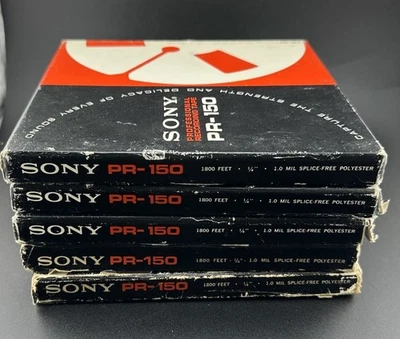 CAPTURE THE STRENGTH AND DELICACY OF EVERY SOUND
SONY
PROFESSIONAL
RECORDING TAPE
PR-150
SONY PR-150 1800 FEET · ¼" · 1.0 MIL SPLICE-FREE POLYESTER
SONY PR-150 1800 FEET · ¼" · 1.0 MIL SPLICE-FREE POLYESTER
SONY PR-150 1800 FEET · ¼" · 1.0 MIL SPLICE-FREE POLYESTER
SONY PR-150 1800 FEET · ¼" · 1.0 MIL SPLICE-FREE POLYESTER
SONY PR-150 1800 FEET · ¼" · 1.0 MIL SPLICE-FREE POLYESTER